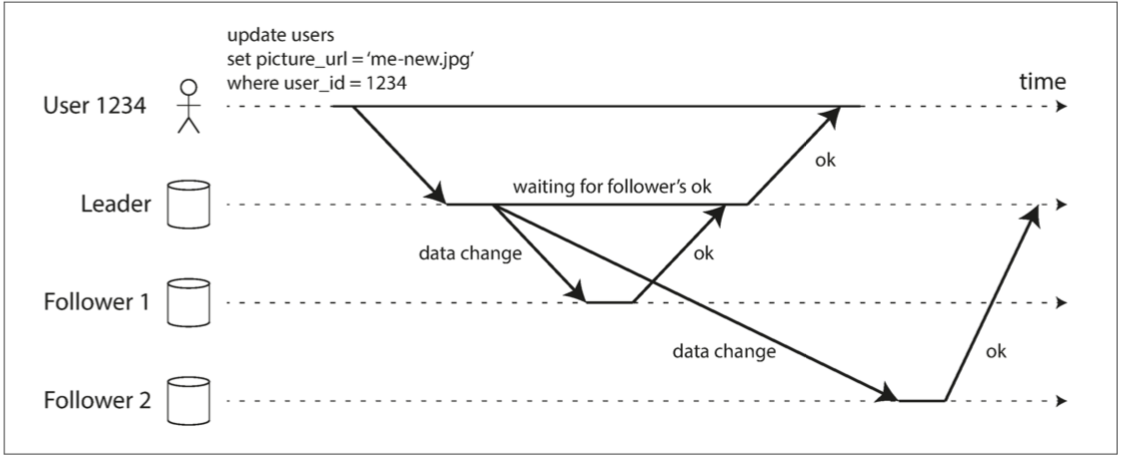 update users
set picture_url = ‘me-new.jpg’
where user_id = 1234
time
User 1234
ok
waiting for follower’s ok
Leader
data change
ok
Follower 1
data change
ok
Follower 2